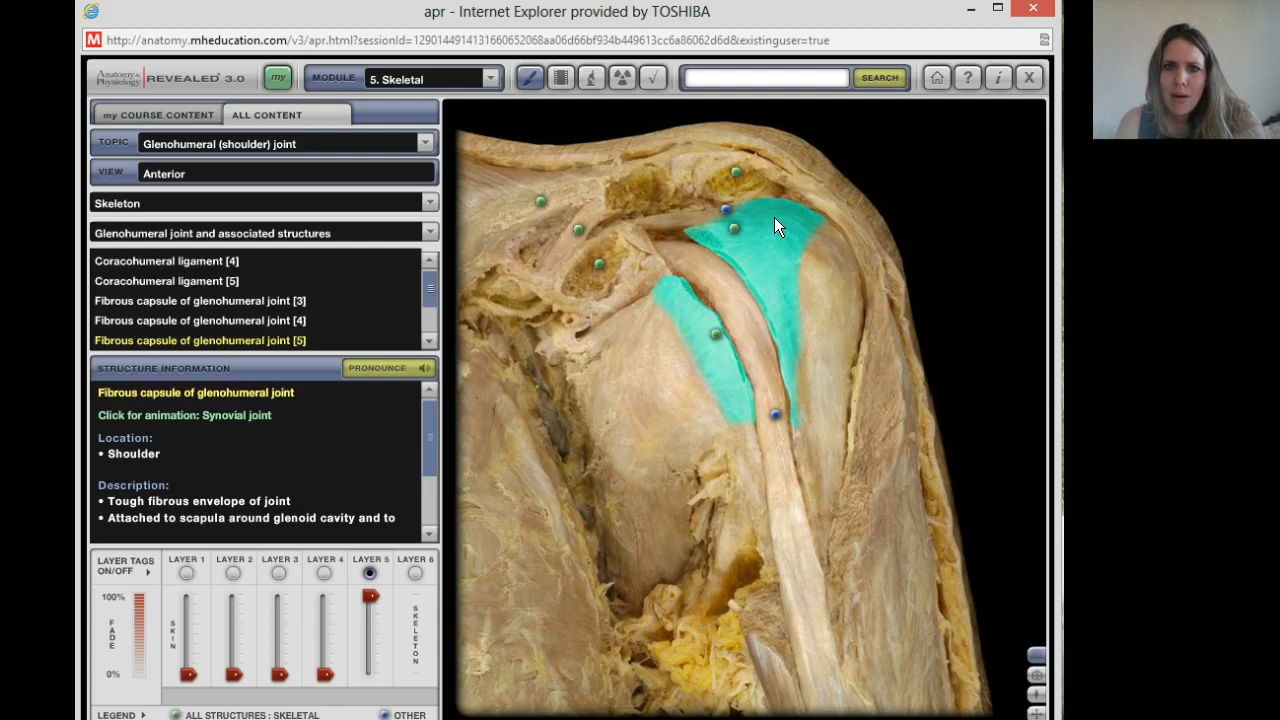 apr - Internet Explorer provided by TOSHIBA
M http://anatomy.mheducation.com/v3/apr.html?sessionId=1290144914131660652068aa06d66bf934b449613cc6a86062d6d&existinguser=true
Anatomy & Physiology REVEALED® 3.0 my MODULE 5. Skeletal SEARCH ? i X
my COURSE CONTENT ALL CONTENT
TOPIC Glenohumeral (shoulder) joint
VIEW Anterior
Skeleton
Glenohumeral joint and associated structures
Coracohumeral ligament [4]
Coracohumeral ligament [5]
Fibrous capsule of glenohumeral joint [3]
Fibrous capsule of glenohumeral joint [4]
Fibrous capsule of glenohumeral joint [5]
STRUCTURE INFORMATION PRONOUNCE
Fibrous capsule of glenohumeral joint
Click for animation: Synovial joint
Location:
• Shoulder
Description:
• Tough fibrous envelope of joint
• Attached to scapula around glenoid cavity and to
LAYER TAGS ON/OFF
LAYER 1 LAYER 2 LAYER 3 LAYER 4 LAYER 5 LAYER 6
100%
FADE
0%
SKIN
SKELETON
LEGEND ALL STRUCTURES : SKELETAL OTHER